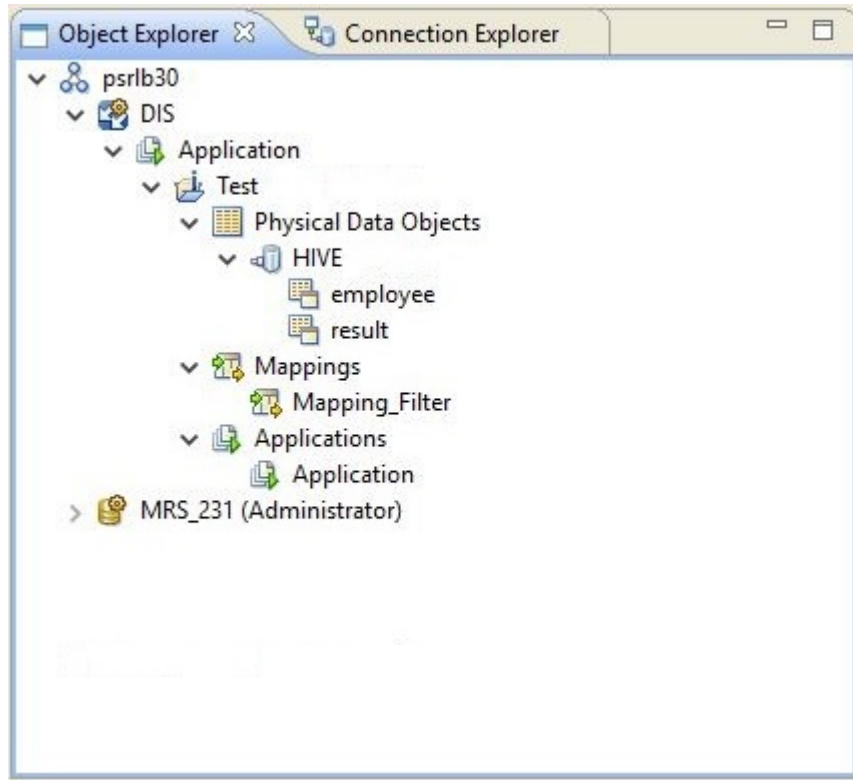 Object Explorer Connection Explorer
psrlb30
DIS
Application
Test
Physical Data Objects
HIVE
employee
result
Mappings
Mapping_Filter
Applications
Application
MRS_231 (Administrator)